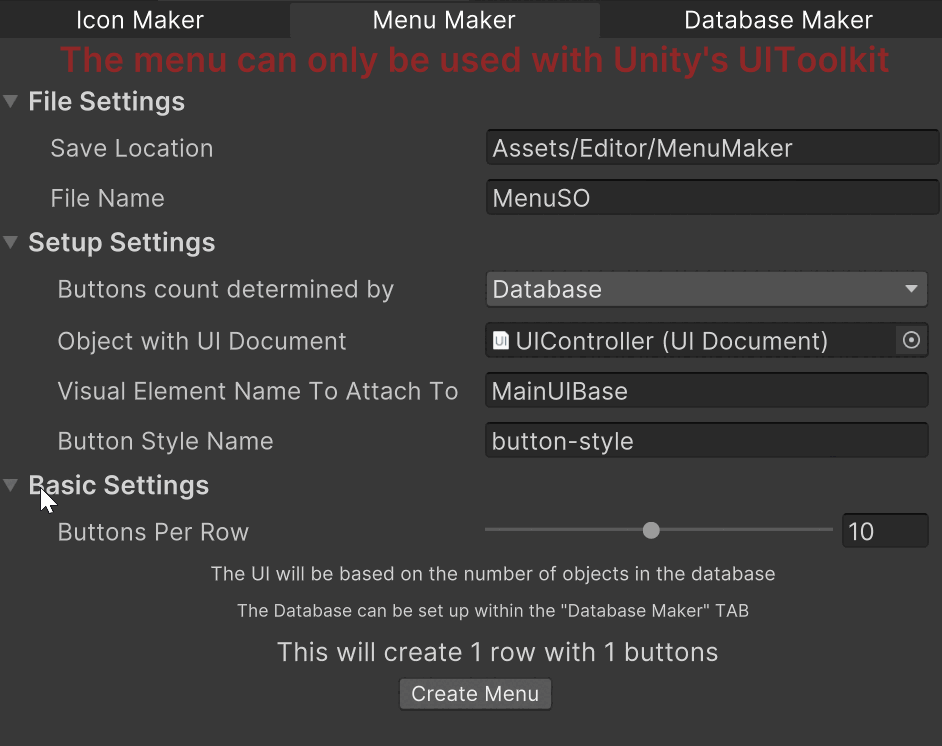 Icon Maker Menu Maker Database Maker
The menu can only be used with Unity's UIToolkit
File Settings
Save Location Assets/Editor/MenuMaker
File Name MenuSO
Setup Settings
Buttons count determined by Database
Object with UI Document UIController (UI Document)
Visual Element Name To Attach To MainUIBase
Button Style Name button-style
Basic Settings
Buttons Per Row 10
The UI will be based on the number of objects in the database
The Database can be set up within the "Database Maker" TAB
This will create 1 row with 1 buttons
Create Menu